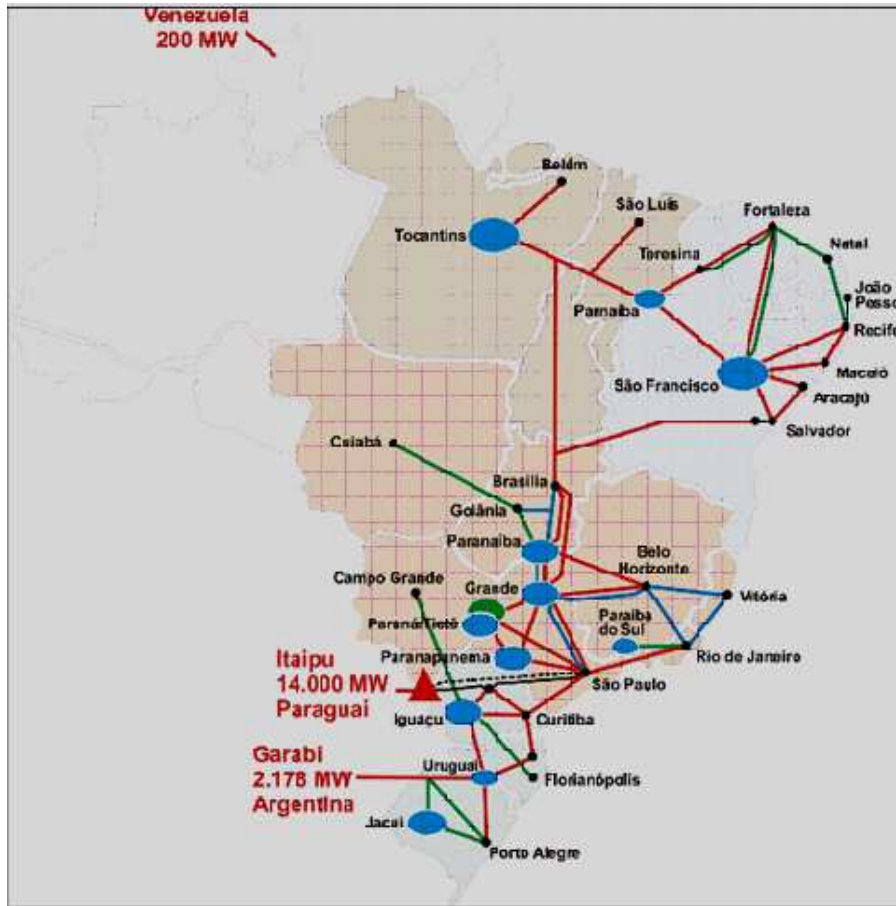 Venezuela
200 MW
Belém
São Luís
Fortaleza
Tocantins
Teresina
Natal
João
Pesso
Parnaíba
Recife
Maceió
São Francisco
Aracajú
Salvador
Cuiabá
Brasília
Goiânia
Paranaíba
Belo
Horizonte
Campo Grande
Grande
Vitória
Paraíba
do Sul
Paraná/Tietê
Itaipu
14.000 MW
Paraguai
Paranapanema
Rio de Janeiro
São Paulo
Iguaçu
Curitiba
Garabi
2.178 MW
Argentina
Uruguai
Florianópolis
Jacuí
Porto Alegre